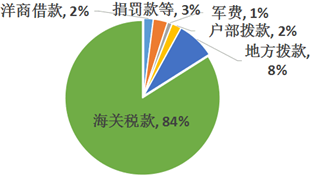 洋商借款, 2%
捐罚款等, 3%
军费, 1%
户部拨款, 2%
地方拨款, 8%
海关税款, 84%